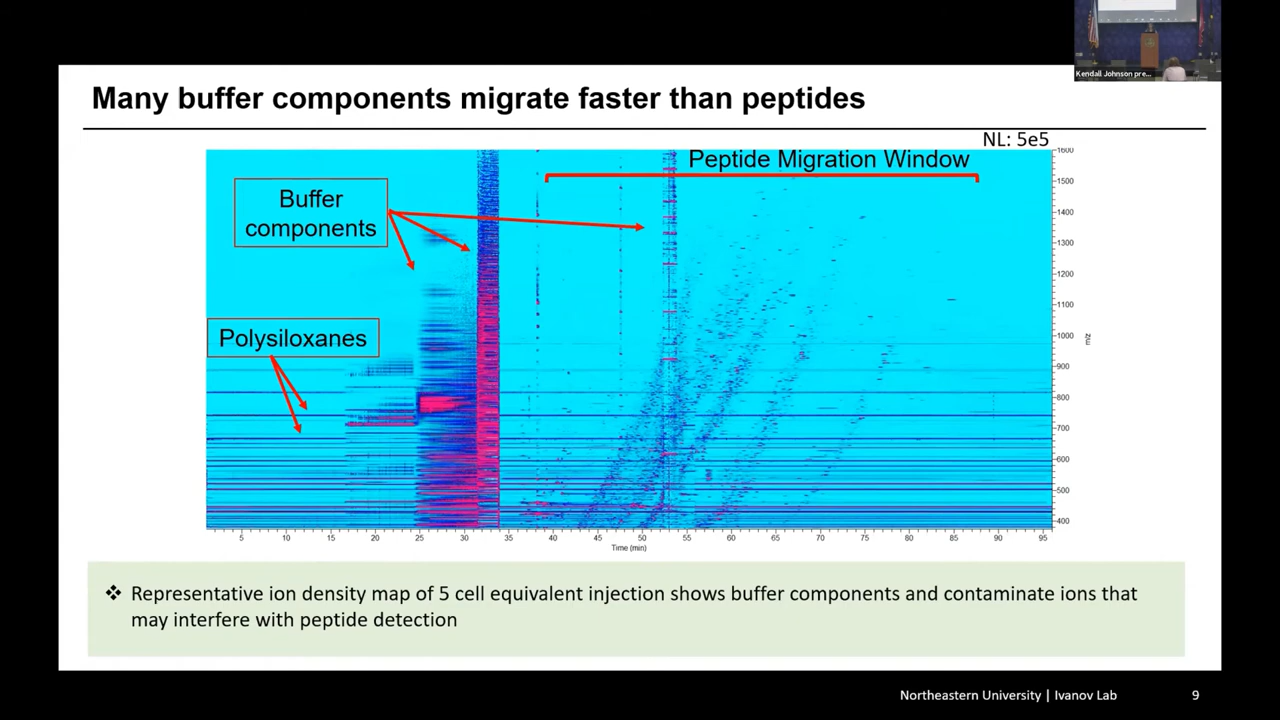 Kendall Johnson pre...
Many buffer components migrate faster than peptides
NL: 5e5
Peptide Migration Window
Buffer
components
Polysiloxanes
1600
1500
1400
1300
1200
1100
1000
900
800
700
600
500
400
m/z
5 10 15 20 25 30 35 40 45 50 55 60 65 70 75 80 85 90 95
Time (min)
❖ Representative ion density map of 5 cell equivalent injection shows buffer components and contaminate ions that
may interfere with peptide detection
Northeastern University | Ivanov Lab 9